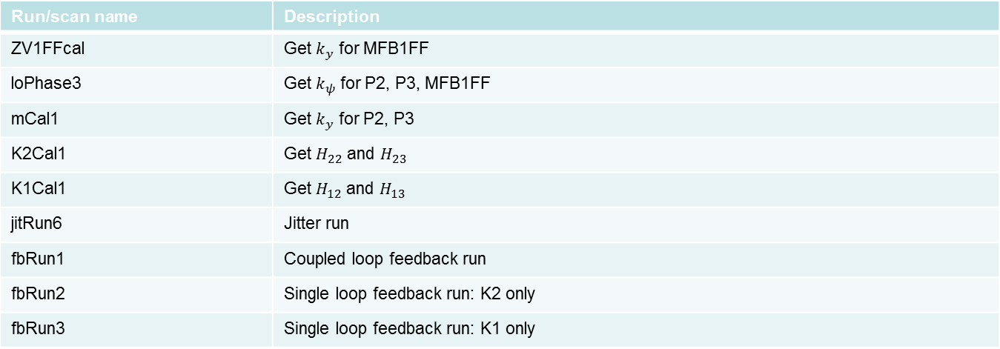 Run/scan name Description
ZV1FFcal Get $k_y$ for MFB1FF
loPhase3 Get $k_\psi$ for P2, P3, MFB1FF
mCal1 Get $k_y$ for P2, P3
K2Cal1 Get $H_{22}$ and $H_{23}$
K1Cal1 Get $H_{12}$ and $H_{13}$
jitRun6 Jitter run
fbRun1 Coupled loop feedback run
fbRun2 Single loop feedback run: K2 only
fbRun3 Single loop feedback run: K1 only